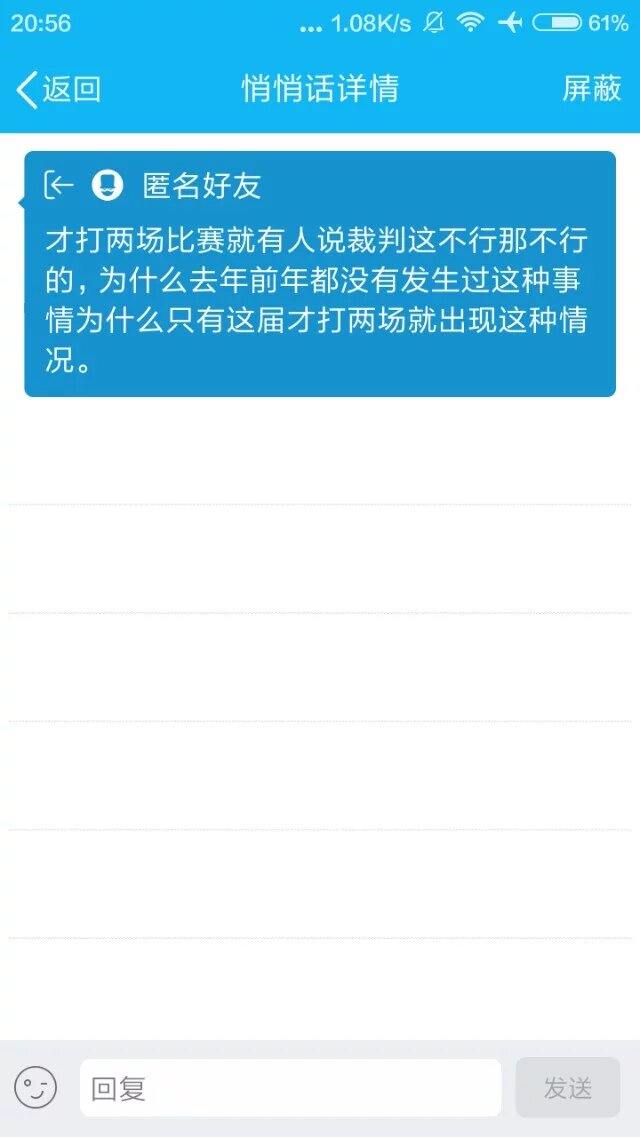 20:56 ... 1.08K/s 61%
返回 悄悄话详情 屏蔽
匿名好友
才打两场比赛就有人说裁判这不行那不行
的，为什么去年前年都没有发生过这种事
情为什么只有这届才打两场就出现这种情
况。
回复 发送